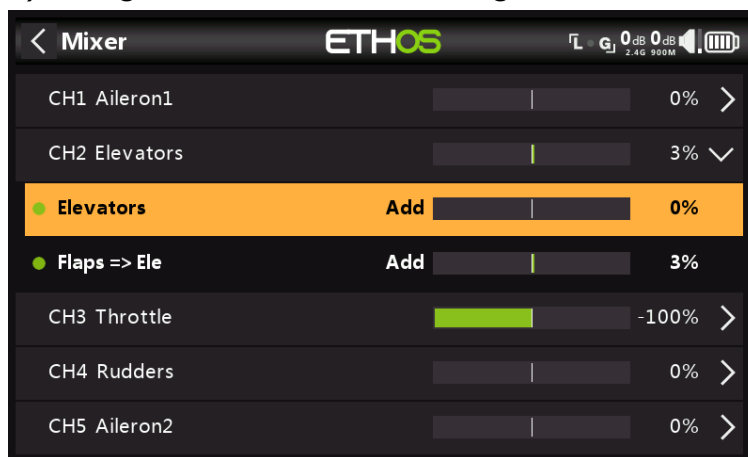 Mixer ETHOS L G 0dB 2.4G 0dB 900M
CH1 Aileron1 0%
CH2 Elevators 3%
Elevators Add 0%
Flaps => Ele Add 3%
CH3 Throttle -100%
CH4 Rudders 0%
CH5 Aileron2 0%